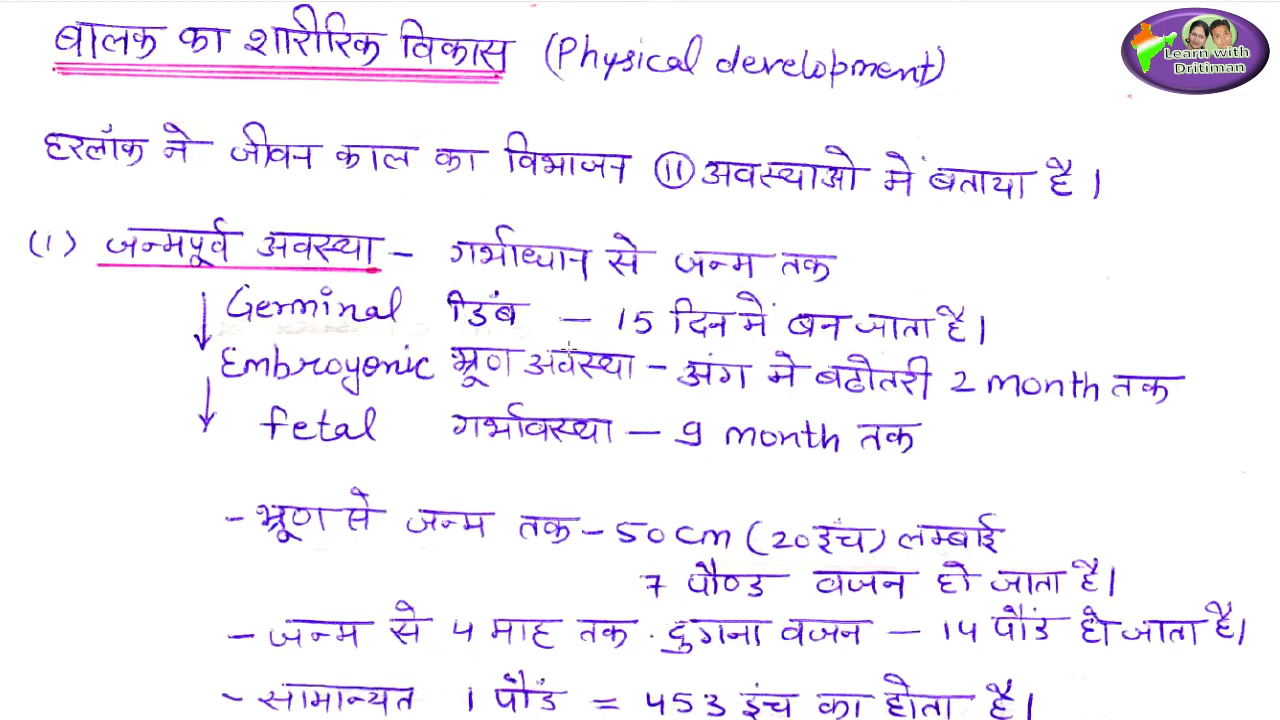 बालक का शारीरिक विकास (Physical development)
Learn with
Dritiman
हरलॉक ने जीवन काल का विभाजन 11 अवस्थाओ में बताया है।
(1) जन्मपूर्व अवस्था – गर्भाधान से जन्म तक
↓ Germinal डिंब – 15 दिन में बन जाता है।
Embroyonic भ्रूण अवस्था – अंग मे बढोतरी 2 month तक
↓ fetal गर्भावस्था – 9 month तक
- भ्रूण से जन्म तक – 50 cm (20 इंच) लम्बाई
7 पौण्ड वजन हो जाता है।
- जन्म से 4 माह तक दुगना वजन – 14 पौंड हो जाता है।
- सामान्यत 1 पौंड = 453 इंच का होता है।